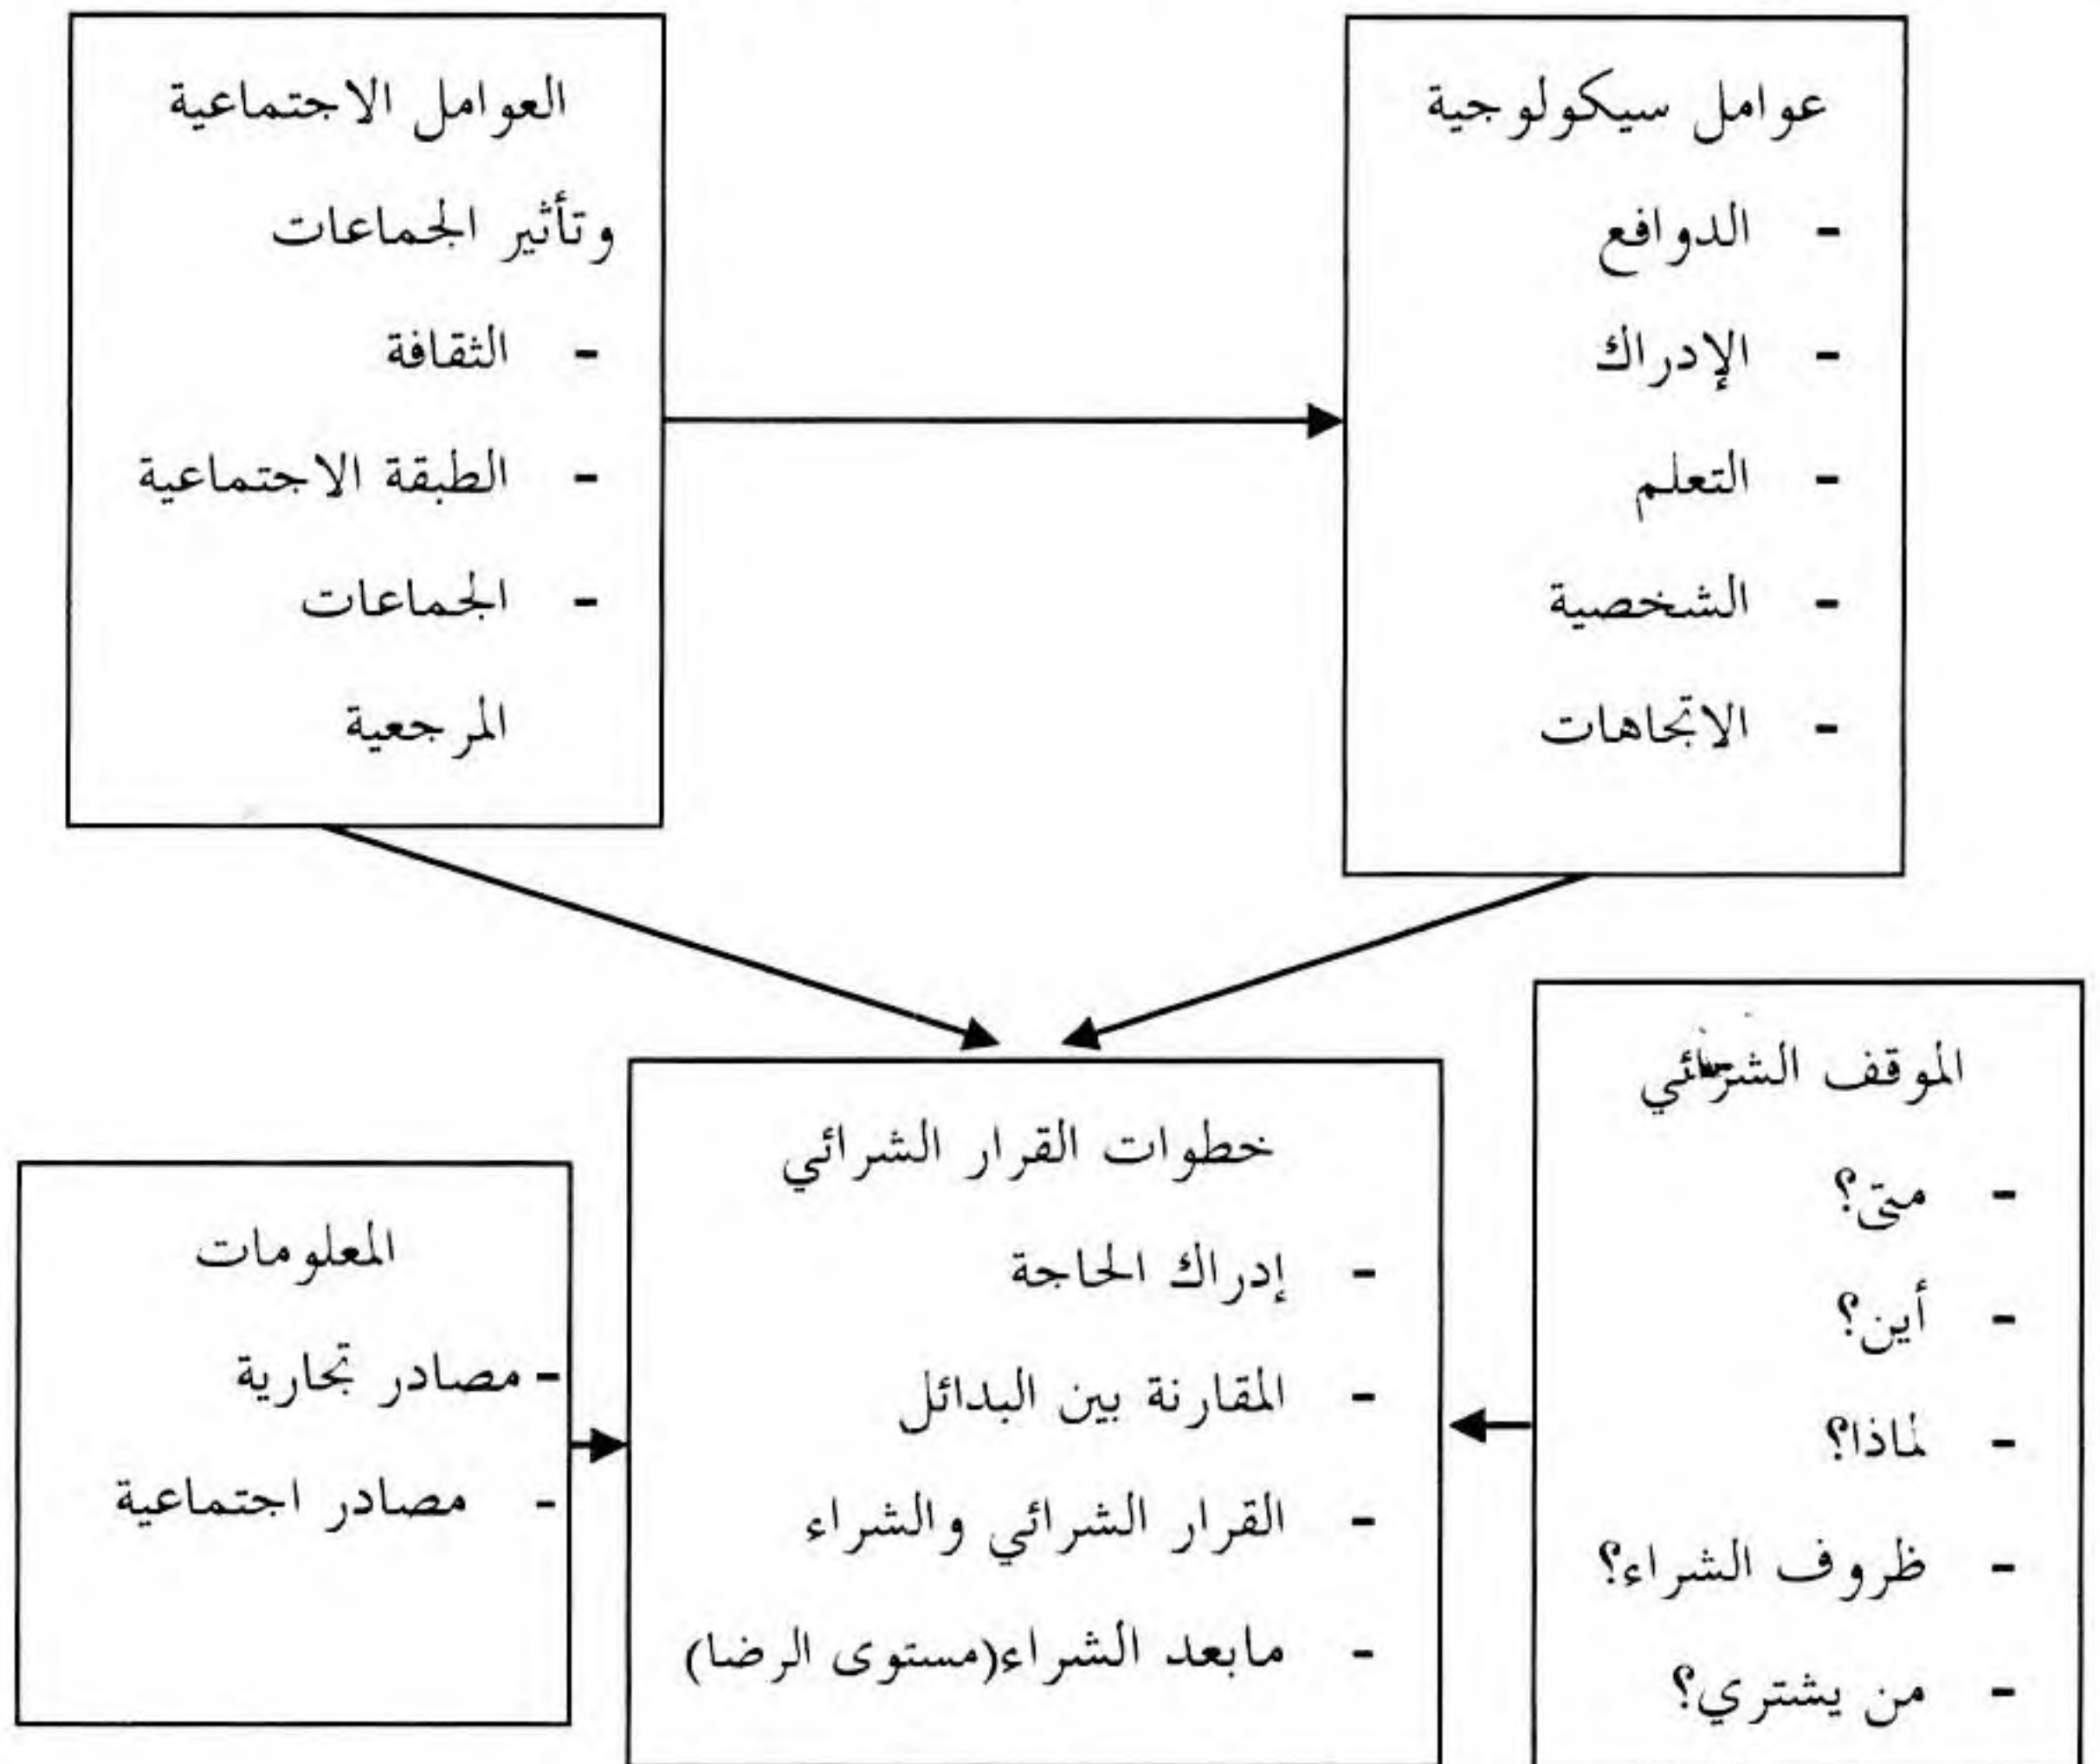 عوامل سيكولوجية
- الدوافع
- الإدراك
- التعلم
- الشخصية
- الاتجاهات
العوامل الاجتماعية
وتأثير الجماعات
- الثقافة
- الطبقة الاجتماعية
- الجماعات
المرجعية
الموقف الشرائي
- متى؟
- أين؟
- لماذا؟
- ظروف الشراء؟
- من يشتري؟
خطوات القرار الشرائي
- إدراك الحاجة
- المقارنة بين البدائل
- القرار الشرائي والشراء
- مابعد الشراء(مستوى الرضا)
المعلومات
- مصادر تجارية
- مصادر اجتماعية